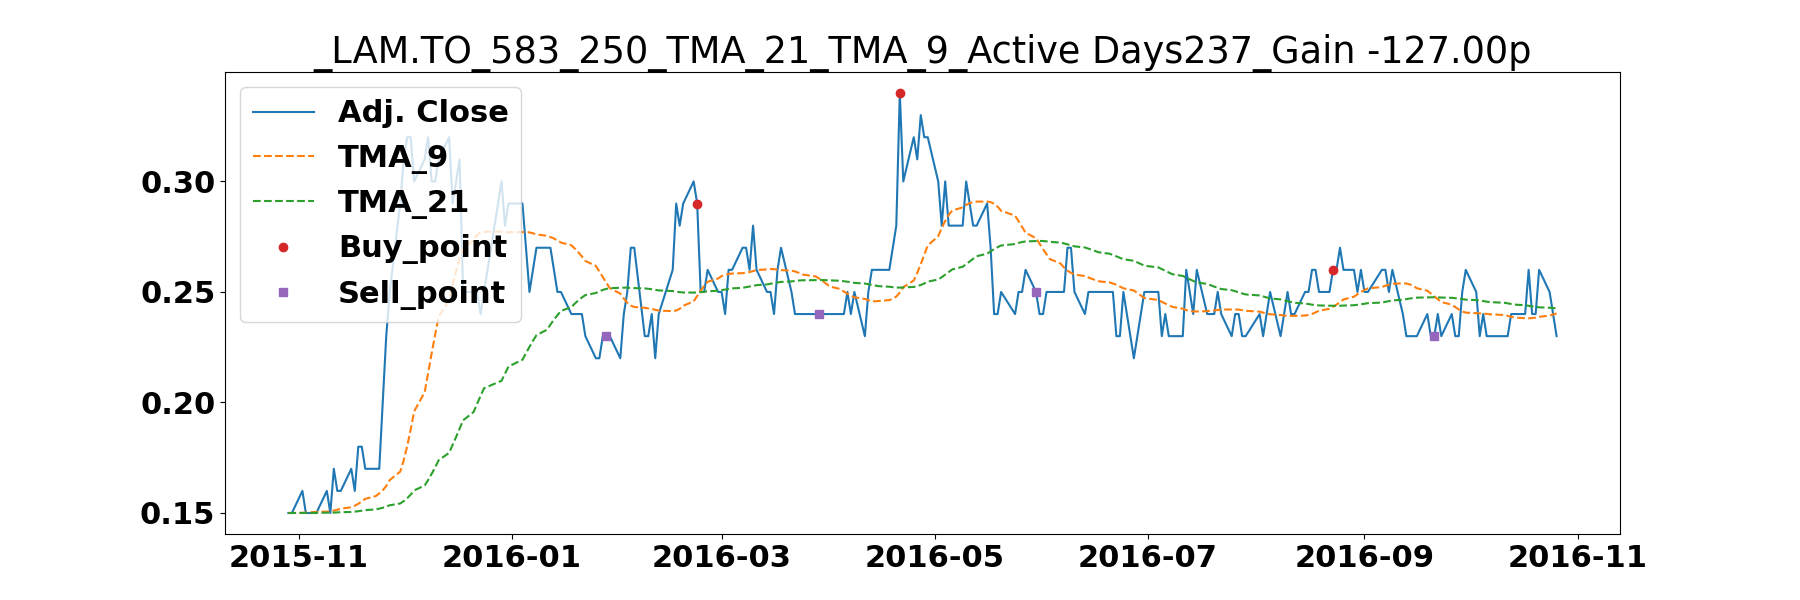 _LAM.TO_583_250_TMA_21_TMA_9_Active Days237_Gain -127.00p
Adj. Close
TMA_9
TMA_21
Buy_point
Sell_point
0.30
0.25
0.20
0.15
2015-11 2016-01 2016-03 2016-05 2016-07 2016-09 2016-11